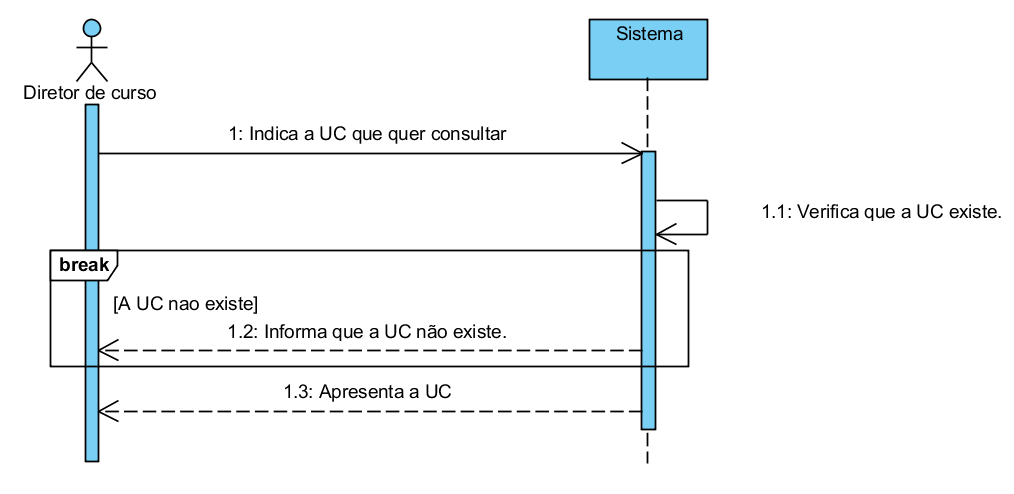 Sistema
Diretor de curso
1: Indica a UC que quer consultar
1.1: Verifica que a UC existe.
break
[A UC nao existe]
1.2: Informa que a UC não existe.
1.3: Apresenta a UC